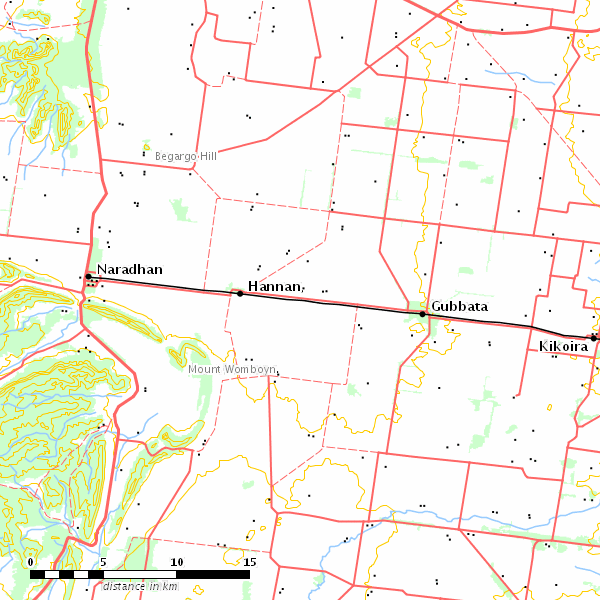 Begargo Hill
Naradhan
Hannan
Gubbata
Kikoira
Mount Womboyn
0 5 10 15
distance in km